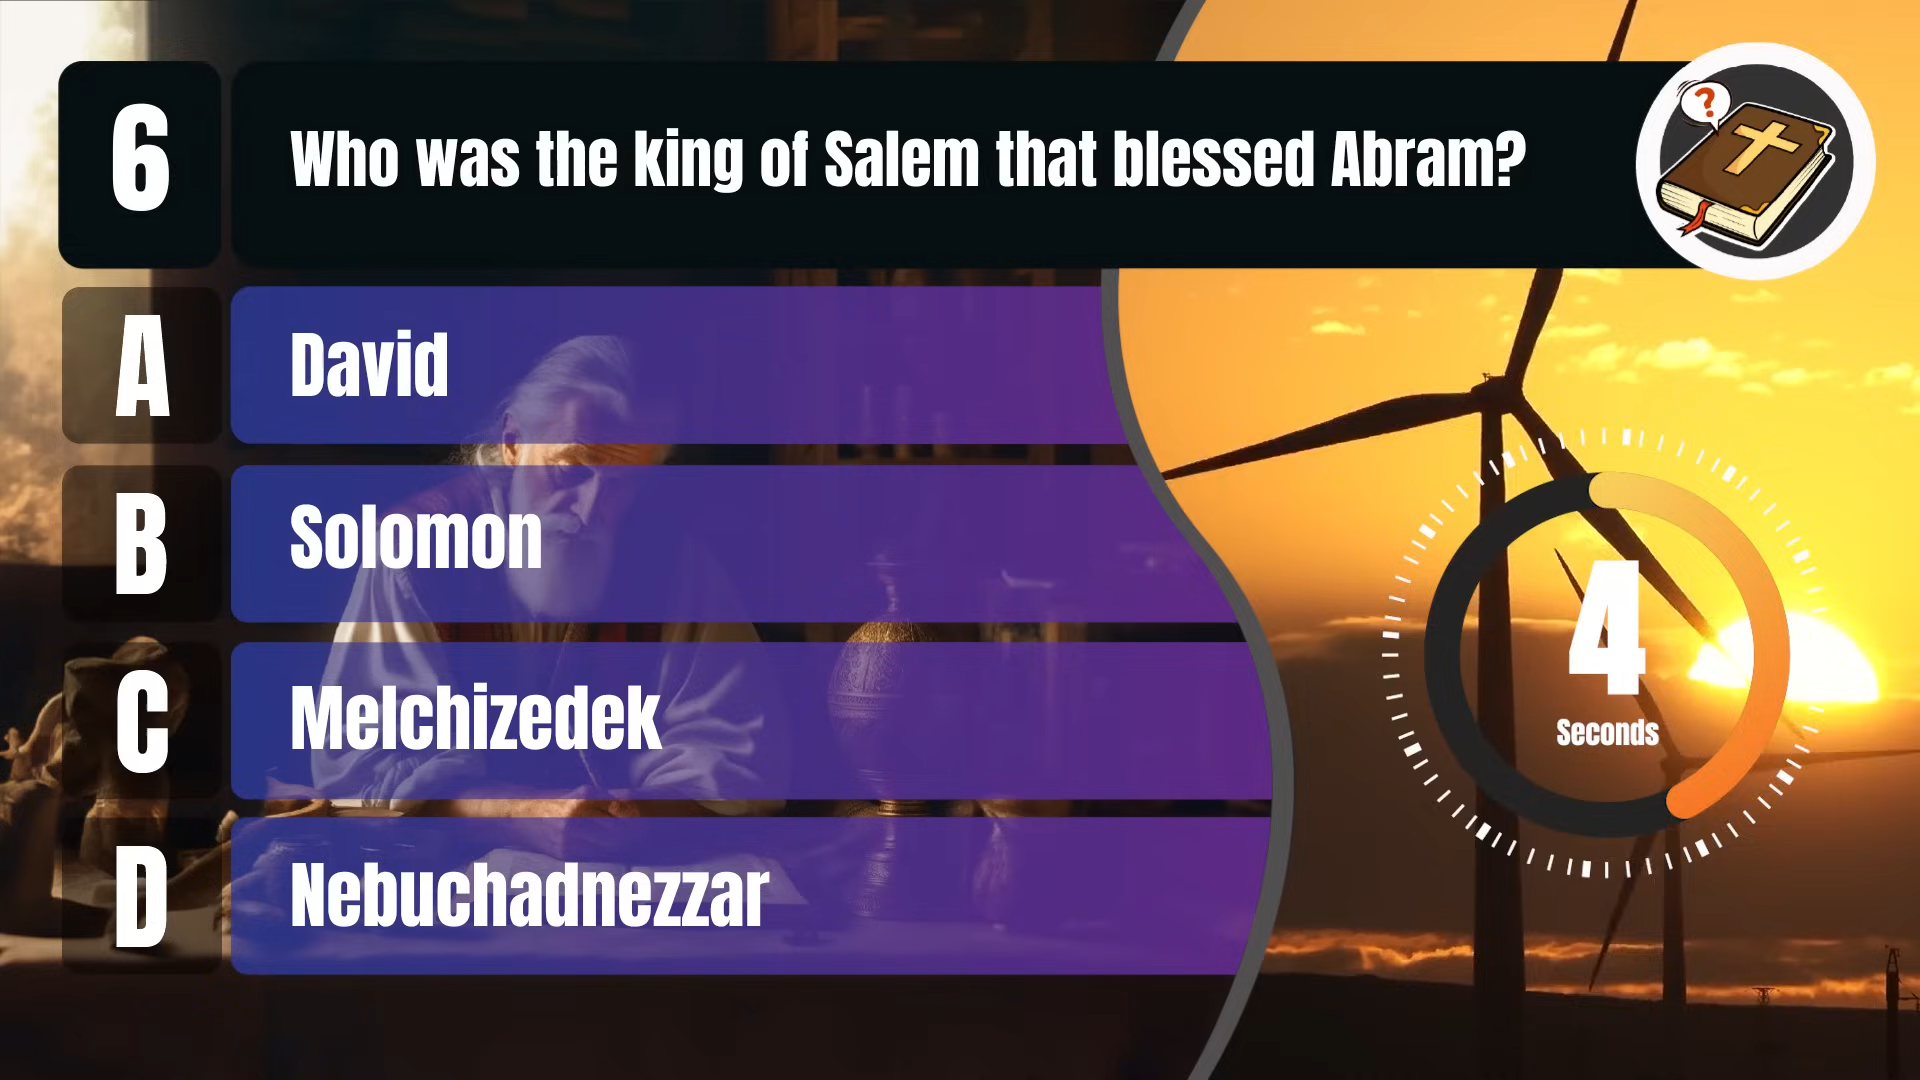 6
Who was the king of Salem that blessed Abram?
?
A
David
B
Solomon
C
Melchizedek
D
Nebuchadnezzar
4
Seconds